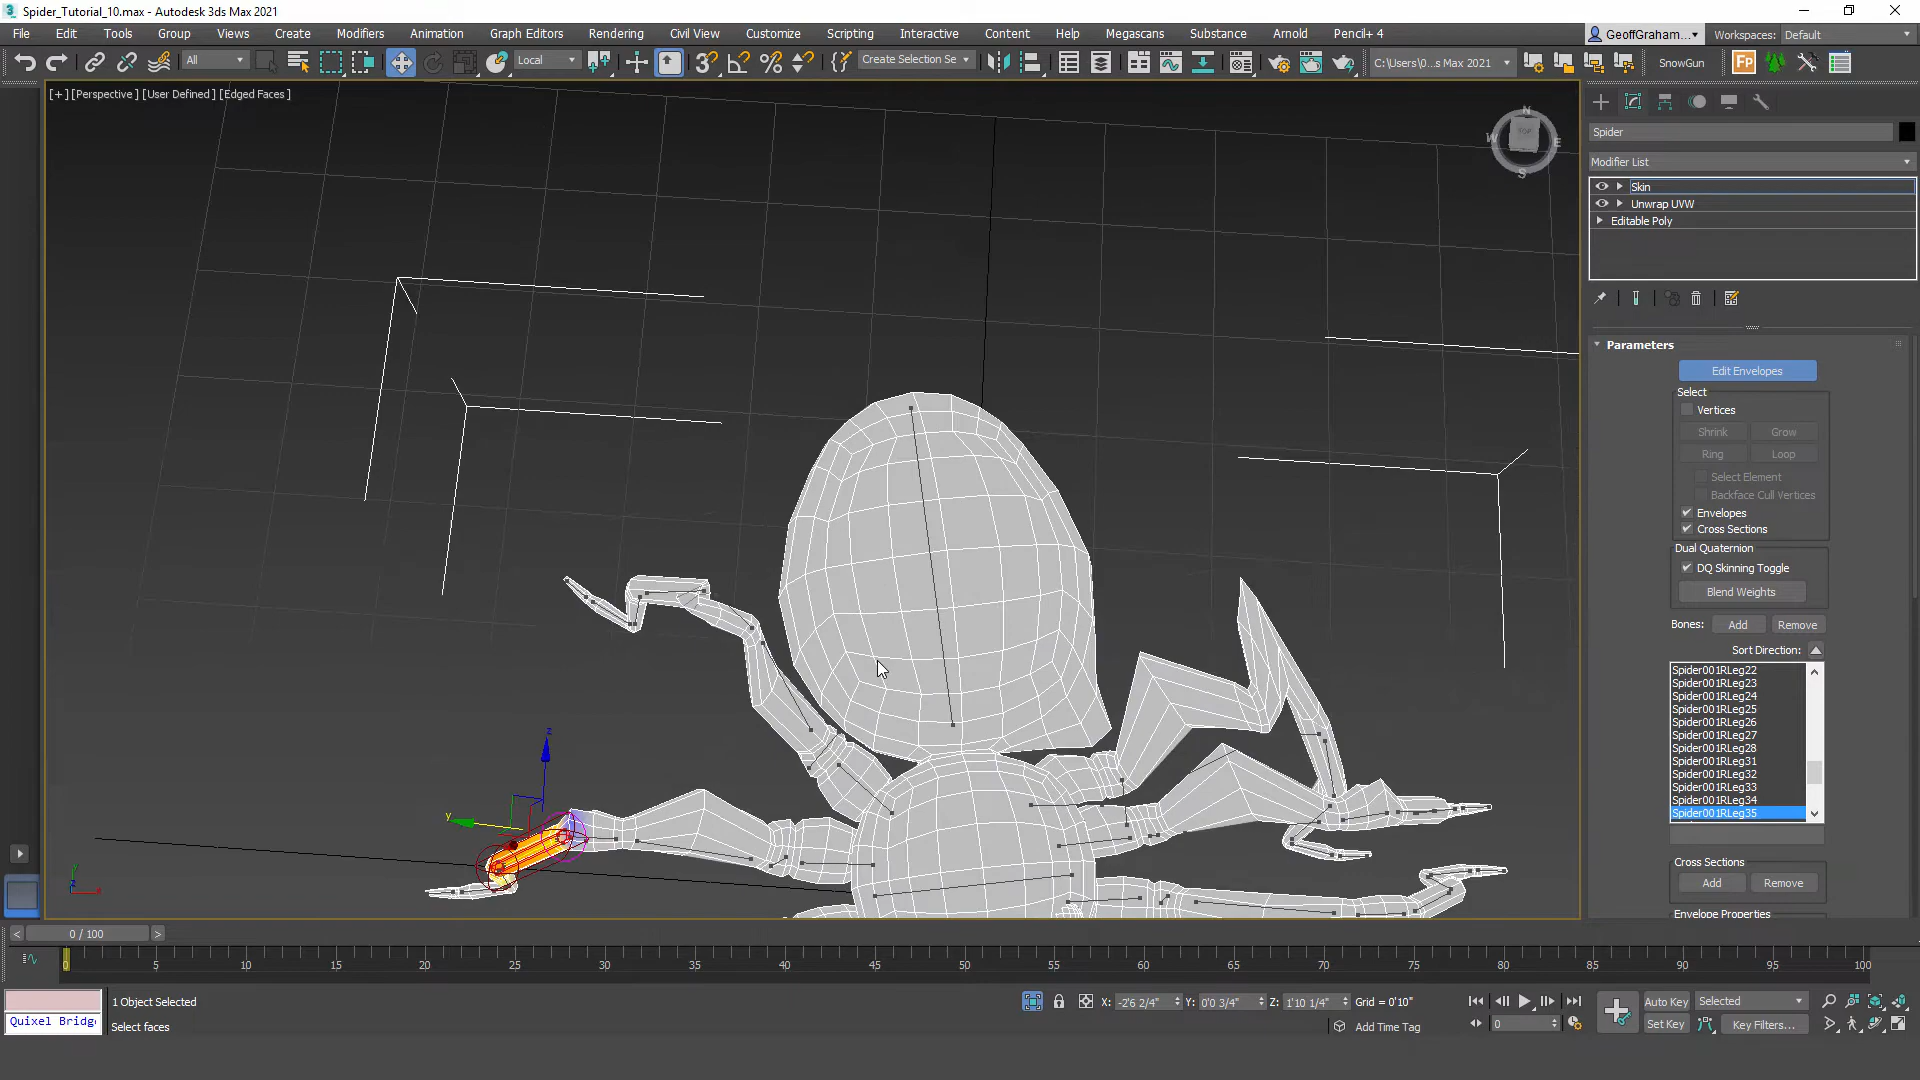 Spider_Tutorial_10.max - Autodesk 3ds Max 2021
File Edit Tools Group Views Create Modifiers Animation Graph Editors Rendering Civil View Customize Scripting Interactive Content Help Megascans Substance Arnold Pencil+ 4
GeoffGraham... Workspaces: Default
All Local Create Selection Se C:\Users\0...s Max 2021 SnowGun
[+] [Perspective] [User Defined] [Edged Faces]
N
W E
S
Spider
Modifier List
Skin
Unwrap UVW
Editable Poly
Parameters
Edit Envelopes
Select
Vertices
Shrink Grow
Ring Loop
Select Element
Backface Cull Vertices
Envelopes
Cross Sections
Dual Quaternion
DQ Skinning Toggle
Blend Weights
Bones: Add Remove
Sort Direction:
Spider001RLeg22
Spider001RLeg23
Spider001RLeg24
Spider001RLeg25
Spider001RLeg26
Spider001RLeg27
Spider001RLeg28
Spider001RLeg31
Spider001RLeg32
Spider001RLeg33
Spider001RLeg34
Spider001RLeg35
Cross Sections
Add Remove
Envelope Properties
z
y
0 / 100
0 5 10 15 20 25 30 35 40 45 50 55 60 65 70 75 80 85 90 95 100
1 Object Selected
Select faces
Quixel Bridg
X: -2'6 2/4" Y: 0'0 3/4" Z: 1'10 1/4" Grid = 0'10"
Add Time Tag
0
Auto Key Selected
Set Key Key Filters...